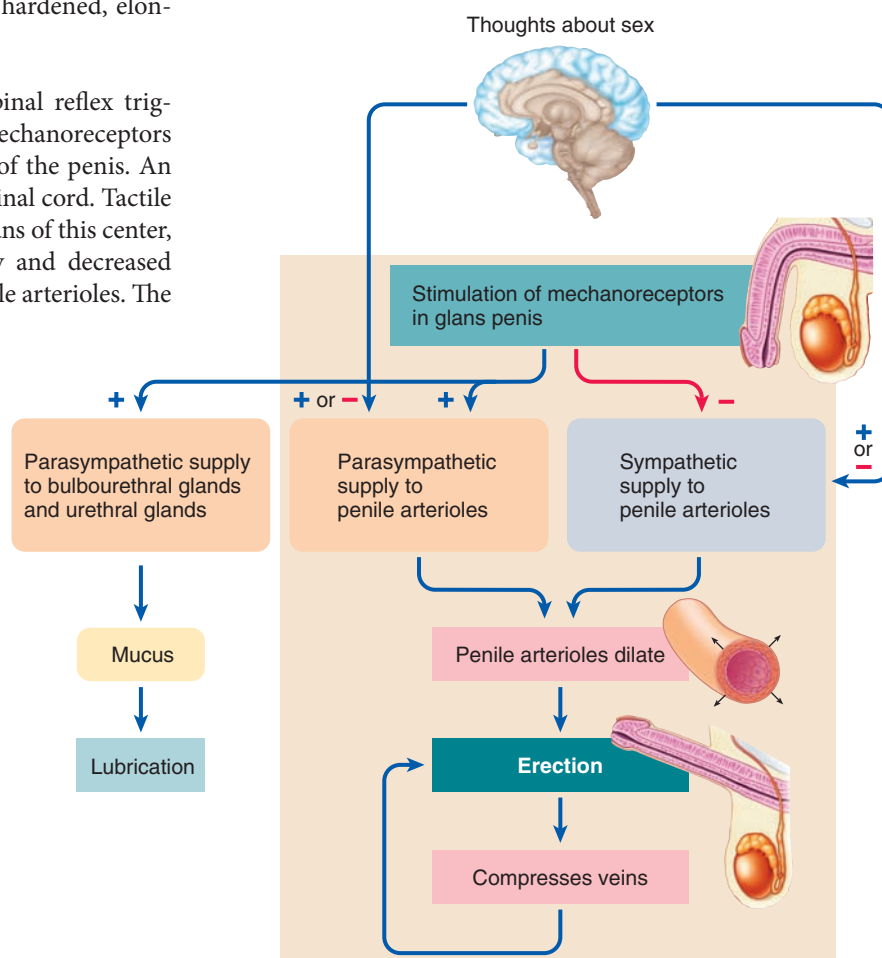 hardened, elon-
pinal reflex trig-
mechanoreceptors
of the penis. An
inal cord. Tactile
ans of this center,
and decreased
le arterioles. The
Thoughts about sex
Stimulation of mechanoreceptors
in glans penis
+
+ or –
+
–
+
or
–
Parasympathetic supply
to bulbourethral glands
and urethral glands
Parasympathetic
supply to
penile arterioles
Sympathetic
supply to
penile arterioles
Mucus
Penile arterioles dilate
Lubrication
Erection
Compresses veins